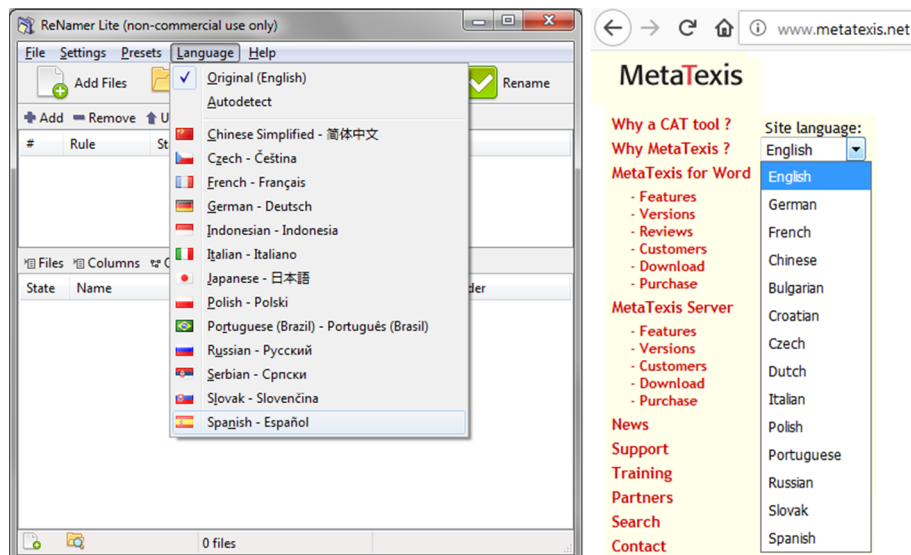 ReNamer Lite (non-commercial use only)
File Settings Presets Language Help
Add Files
Rename
Add Remove
# Rule
Original (English)
Autodetect
Chinese Simplified - 简体中文
Czech - Čeština
French - Français
German - Deutsch
Indonesian - Indonesia
Italian - Italiano
Japanese - 日本語
Polish - Polski
Portuguese (Brazil) - Português (Brasil)
Russian - Русский
Serbian - Српски
Slovak - Slovenčina
Spanish - Español
Files Columns
State Name
0 files
www.metatexis.net
MetaTexis
Why a CAT tool ?
Why MetaTexis ?
MetaTexis for Word
- Features
- Versions
- Reviews
- Customers
- Download
- Purchase
MetaTexis Server
- Features
- Versions
- Customers
- Download
- Purchase
News
Support
Training
Partners
Search
Contact
Site language:
English
English
German
French
Chinese
Bulgarian
Croatian
Czech
Dutch
Italian
Polish
Portuguese
Russian
Slovak
Spanish